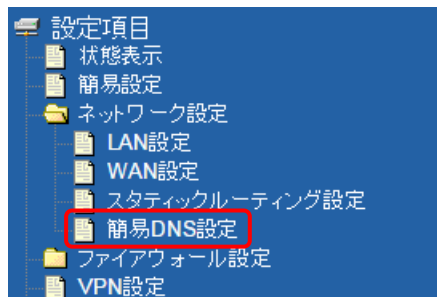 設定項目
状態表示
簡易設定
ネットワーク設定
LAN設定
WAN設定
スタティックルーティング設定
簡易DNS設定
ファイアウォール設定
VPN設定